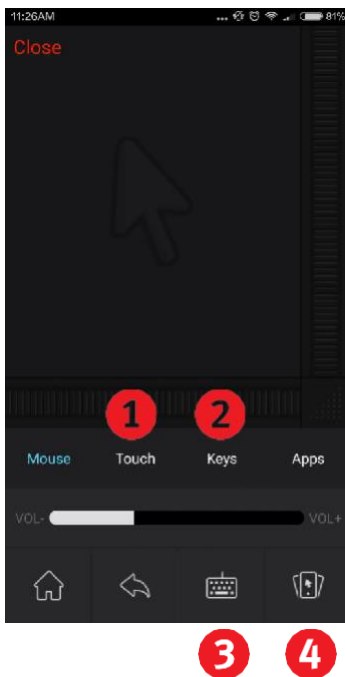 11:26AM ... 81%
Close
1 2
Mouse Touch Keys Apps
VOL- VOL+
3 4